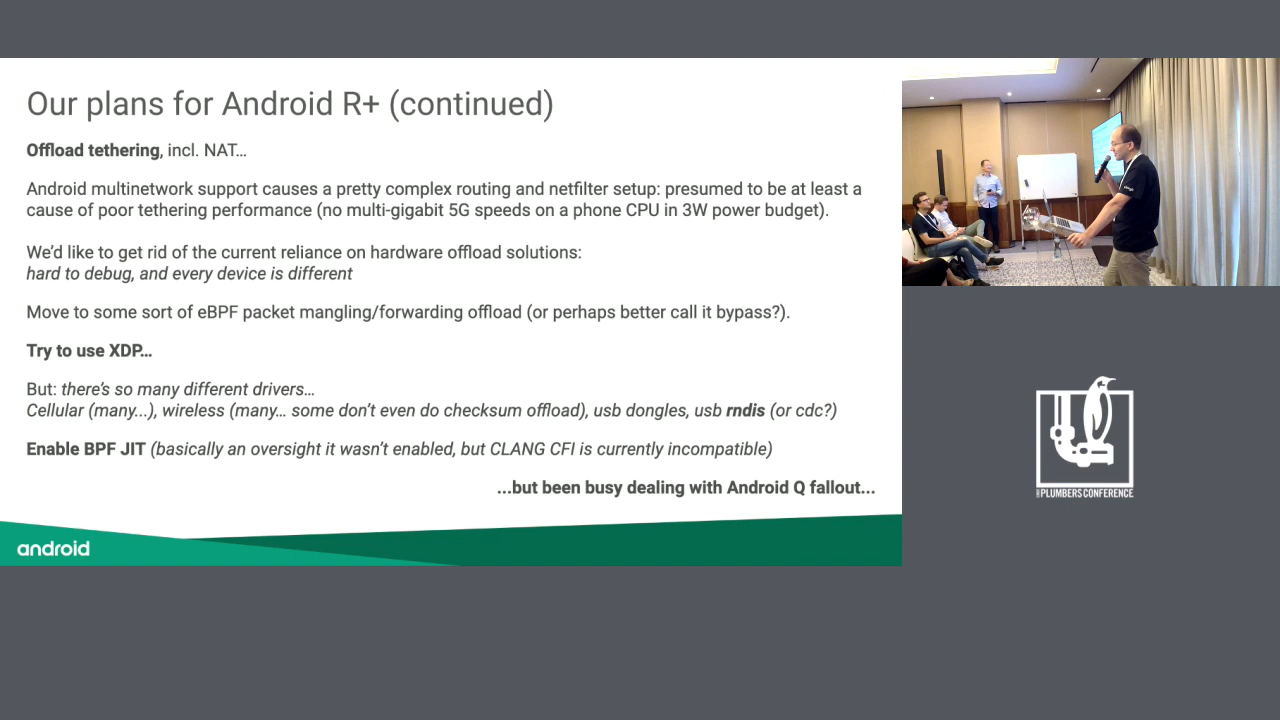 Our plans for Android R+ (continued)
Offload tethering, incl. NAT…
Android multinetwork support causes a pretty complex routing and netfilter setup: presumed to be at least a
cause of poor tethering performance (no multi-gigabit 5G speeds on a phone CPU in 3W power budget).
We'd like to get rid of the current reliance on hardware offload solutions:
hard to debug, and every device is different
Move to some sort of eBPF packet mangling/forwarding offload (or perhaps better call it bypass?).
Try to use XDP…
But: there's so many different drivers…
Cellular (many...), wireless (many… some don't even do checksum offload), usb dongles, usb rndis (or cdc?)
Enable BPF JIT (basically an oversight it wasn't enabled, but CLANG CFI is currently incompatible)
...but been busy dealing with Android Q fallout...
android
PLUMBERS CONFERENCE